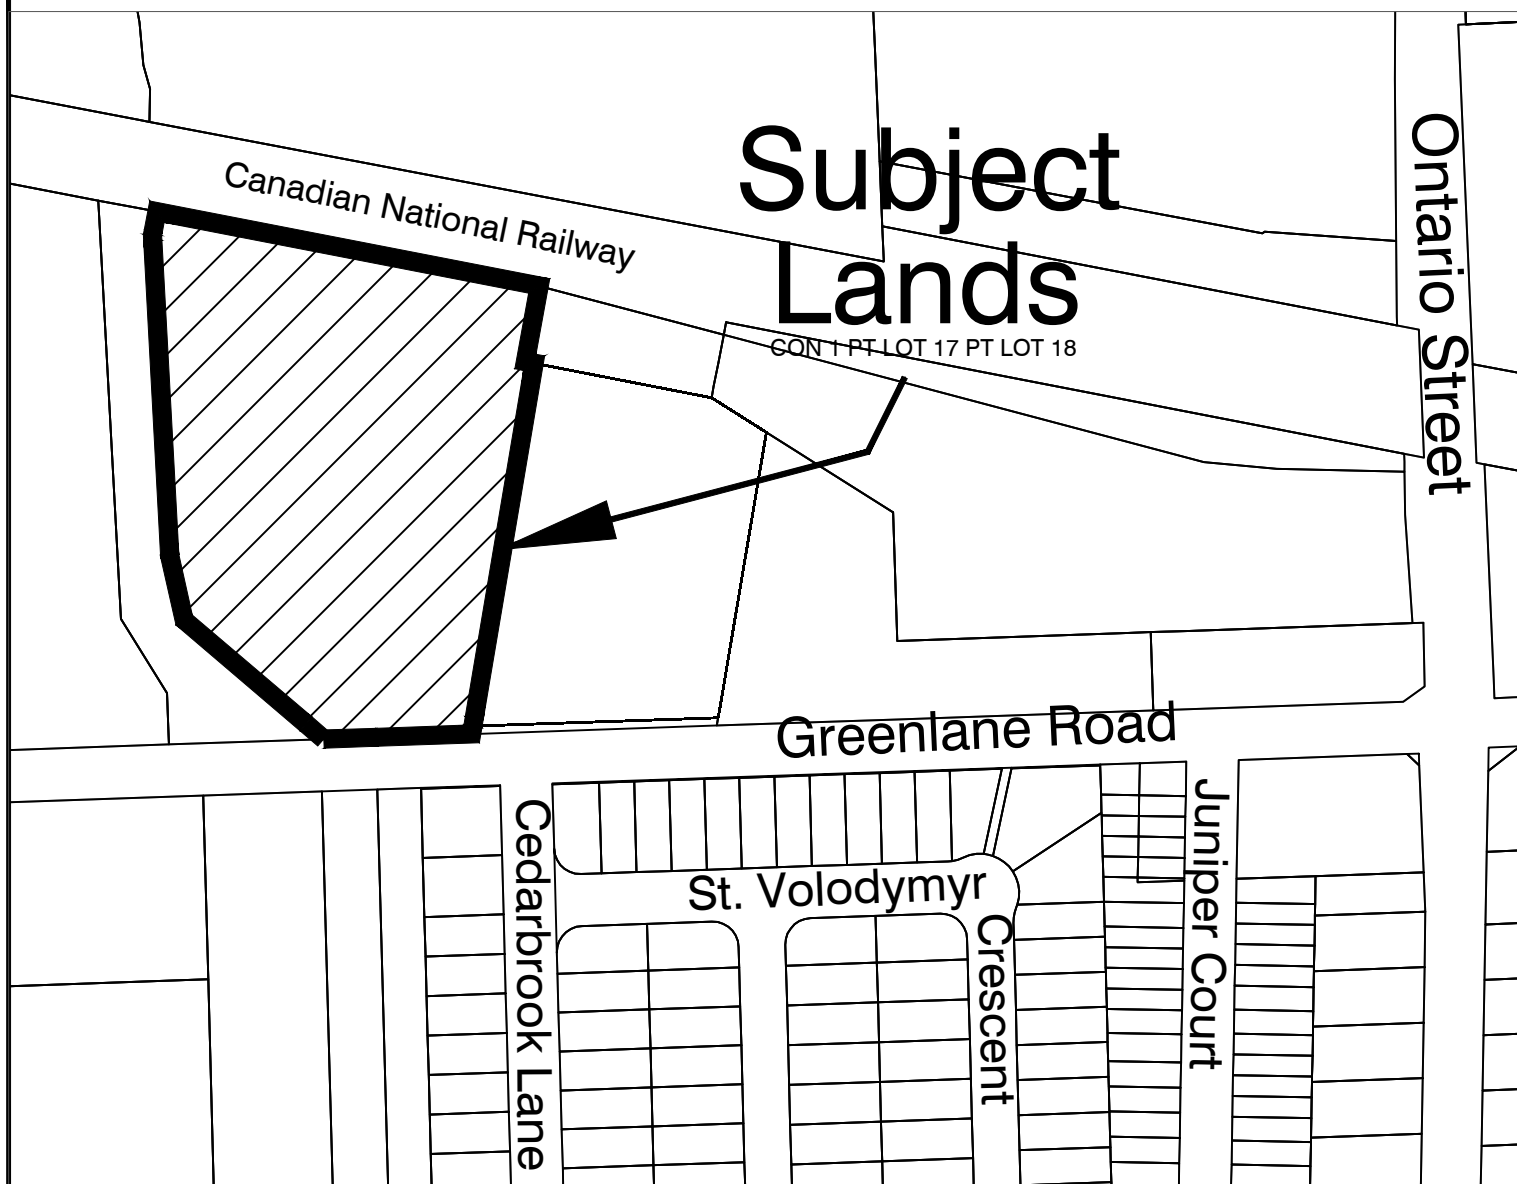 Subject
Lands
CON 1 PT LOT 17 PT LOT 18
Canadian National Railway
Ontario Street
Greenlane Road
Cedarbrook Lane
St. Volodymyr
Crescent
Juniper Court